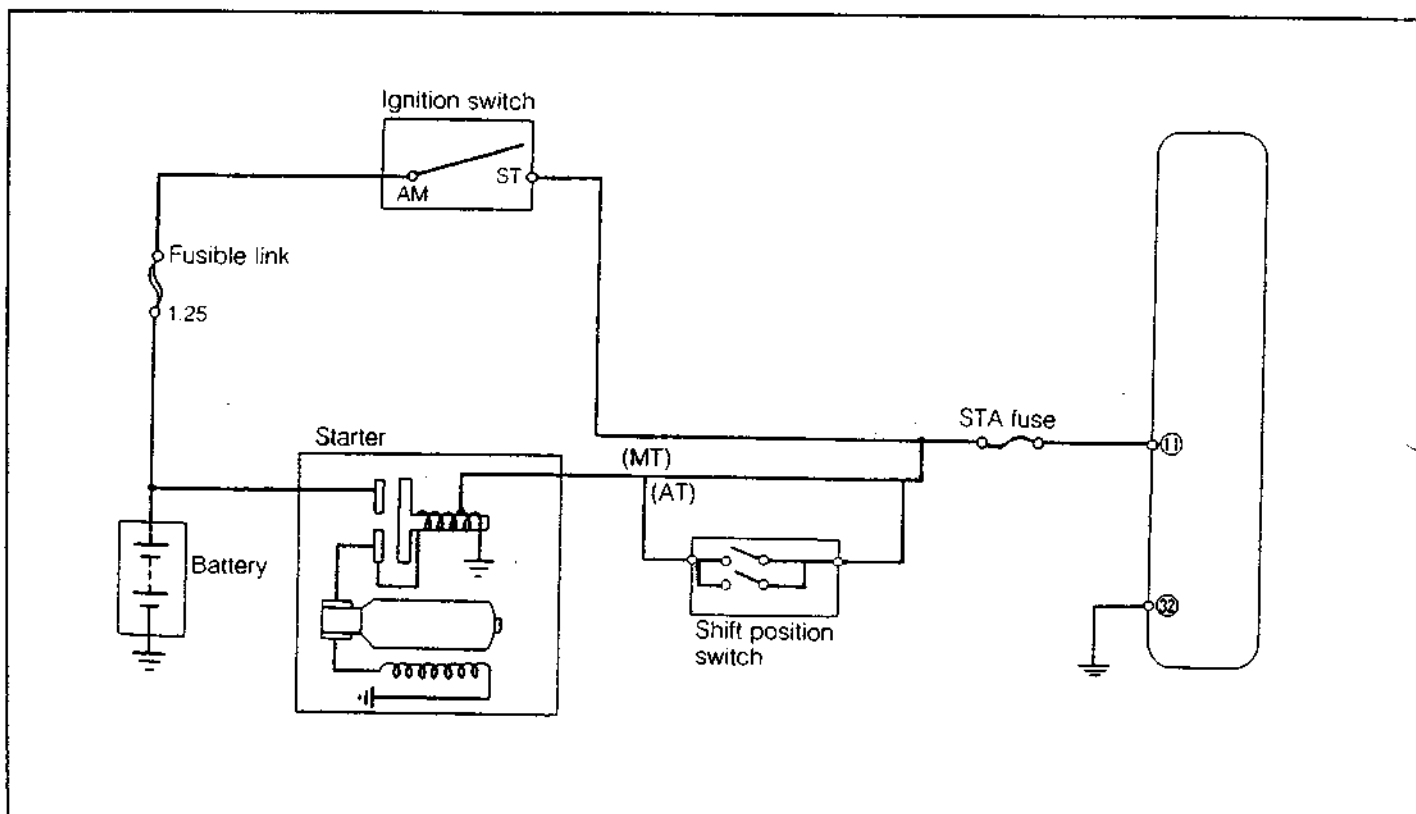 Ignition switch
AM
ST
Fusible link
1.25
STA fuse
Starter
(MT)
(AT)
11
Battery
32
Shift position
switch